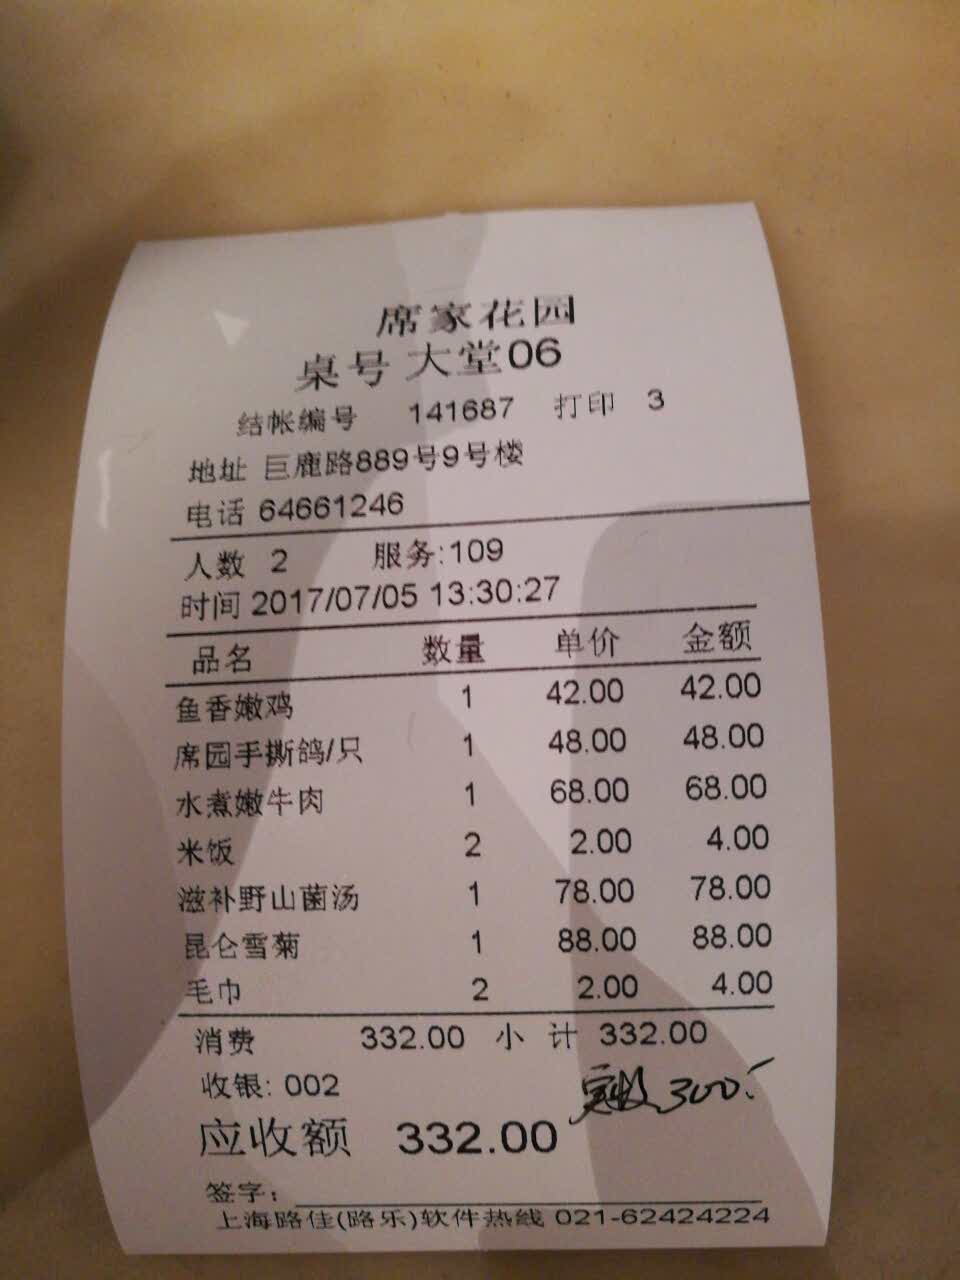 席家花园
桌号 大堂06
结帐编号 141687 打印 3
地址 巨鹿路889号9号楼
电话 64661246
人数 2 服务:109
时间 2017/07/05 13:30:27
品名 数量 单价 金额
鱼香嫩鸡 1 42.00 42.00
席园手撕鸽/只 1 48.00 48.00
水煮嫩牛肉 1 68.00 68.00
米饭 2 2.00 4.00
滋补野山菌汤 1 78.00 78.00
昆仑雪菊 1 88.00 88.00
毛巾 2 2.00 4.00
消费 332.00 小 计 332.00
收银: 002 实收300.-
应收额 332.00
签字:
上海路佳(路乐)软件热线 021-62424224